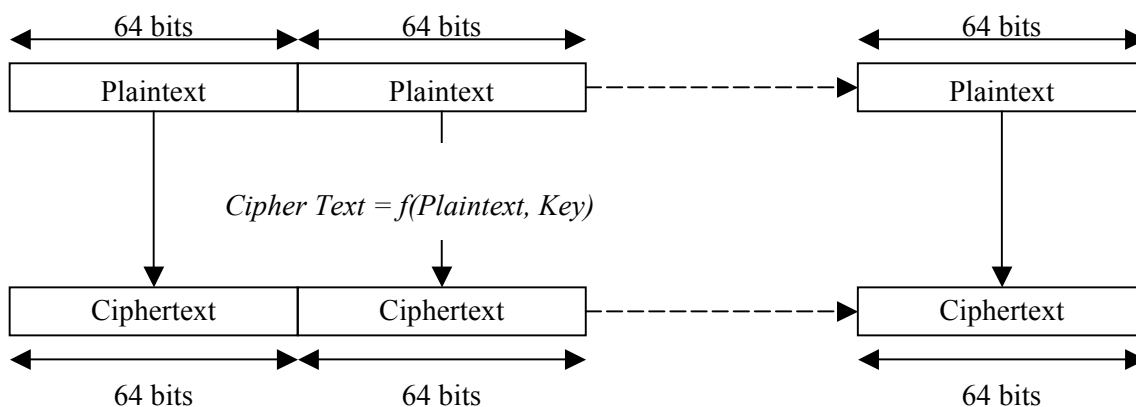 64 bits 64 bits 64 bits
Plaintext Plaintext Plaintext
Cipher Text = f(Plaintext, Key)
Ciphertext Ciphertext Ciphertext
64 bits 64 bits 64 bits